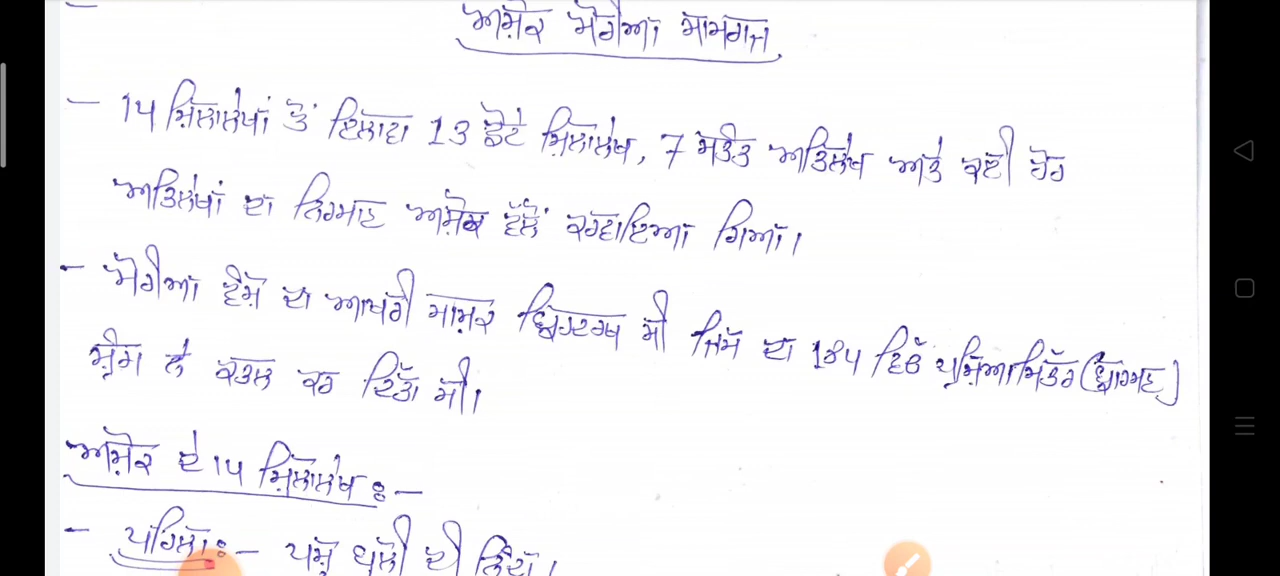 ਅਸ਼ੋਕ ਮੋਰੀਆ ਸਾਮਰਾਜ
- 14 ਸ਼ਿਲਾਲੇਖਾਂ ਤੋਂ ਇਲਾਵਾ 13 ਛੋਟੇ ਸ਼ਿਲਾਲੇਖ, 7 ਸਤੰਭ ਅਭਿਲੇਖ ਅਤੇ ਕਈ ਹੋਰ
ਅਭਿਲੇਖਾਂ ਦਾ ਨਿਰਮਾਣ ਅਸ਼ੋਕ ਵੱਲੋਂ ਕਰਵਾਇਆ ਗਿਆ।
- ਮੋਰੀਆ ਵੰਸ਼ ਦਾ ਆਖਰੀ ਸਾਸ਼ਕ ਬ੍ਰਿਹਦਰਥ ਸੀ ਜਿਸ ਦਾ 184 ਵਿੱਚ ਪੁਸ਼ਿਆਮਿੱਤਰ (ਬ੍ਰਾਹਮਣ)
ਸ਼ੁੰਗ ਨੇ ਕਤਲ ਕਰ ਦਿੱਤਾ ਸੀ।
ਅਸ਼ੋਕ ਦੇ 14 ਸ਼ਿਲਾਲੇਖ :-
- ਪਹਿਲਾ :- ਪਸ਼ੂ ਬਲੀ ਦੀ ਨਿੰਦਾ।